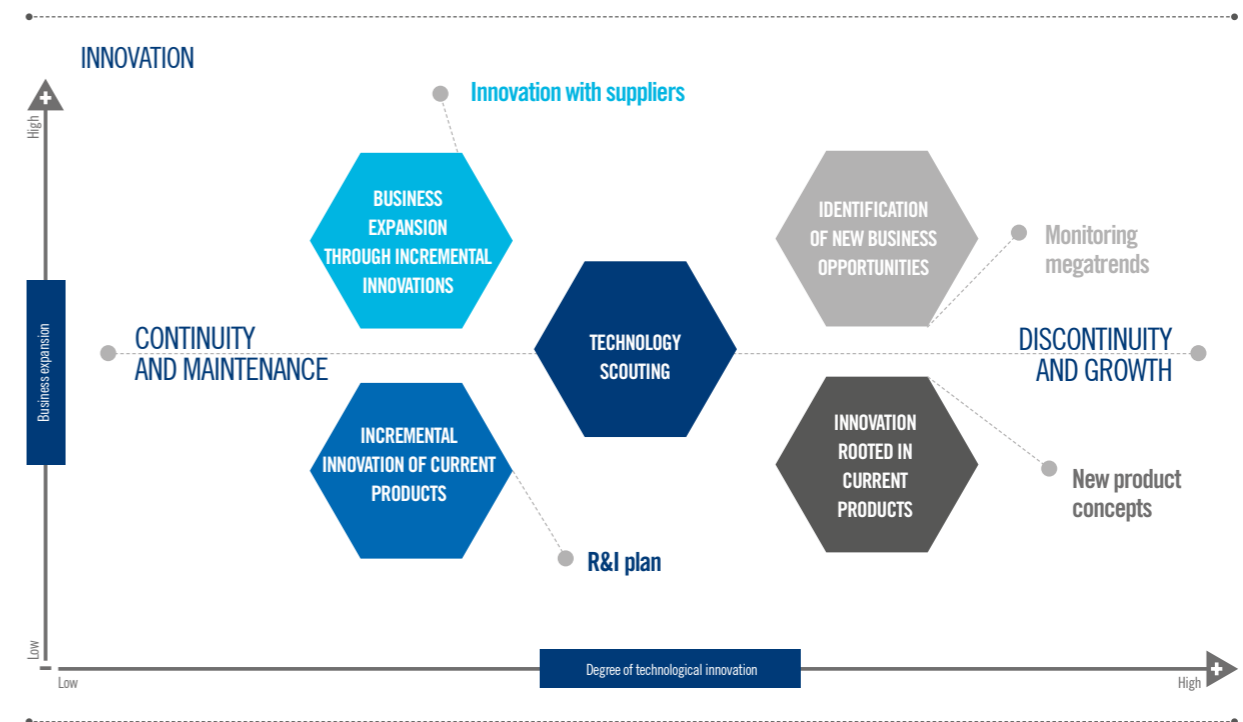 INNOVATION
High
Innovation with suppliers
BUSINESS
EXPANSION
THROUGH INCREMENTAL
INNOVATIONS
IDENTIFICATION
OF NEW BUSINESS
OPPORTUNITIES
Monitoring
megatrends
Business expansion
CONTINUITY
AND MAINTENANCE
TECHNOLOGY
SCOUTING
DISCONTINUITY
AND GROWTH
INCREMENTAL
INNOVATION OF CURRENT
PRODUCTS
INNOVATION
ROOTED IN
CURRENT
PRODUCTS
New product
concepts
R&I plan
Low
Low
Degree of technological innovation
High